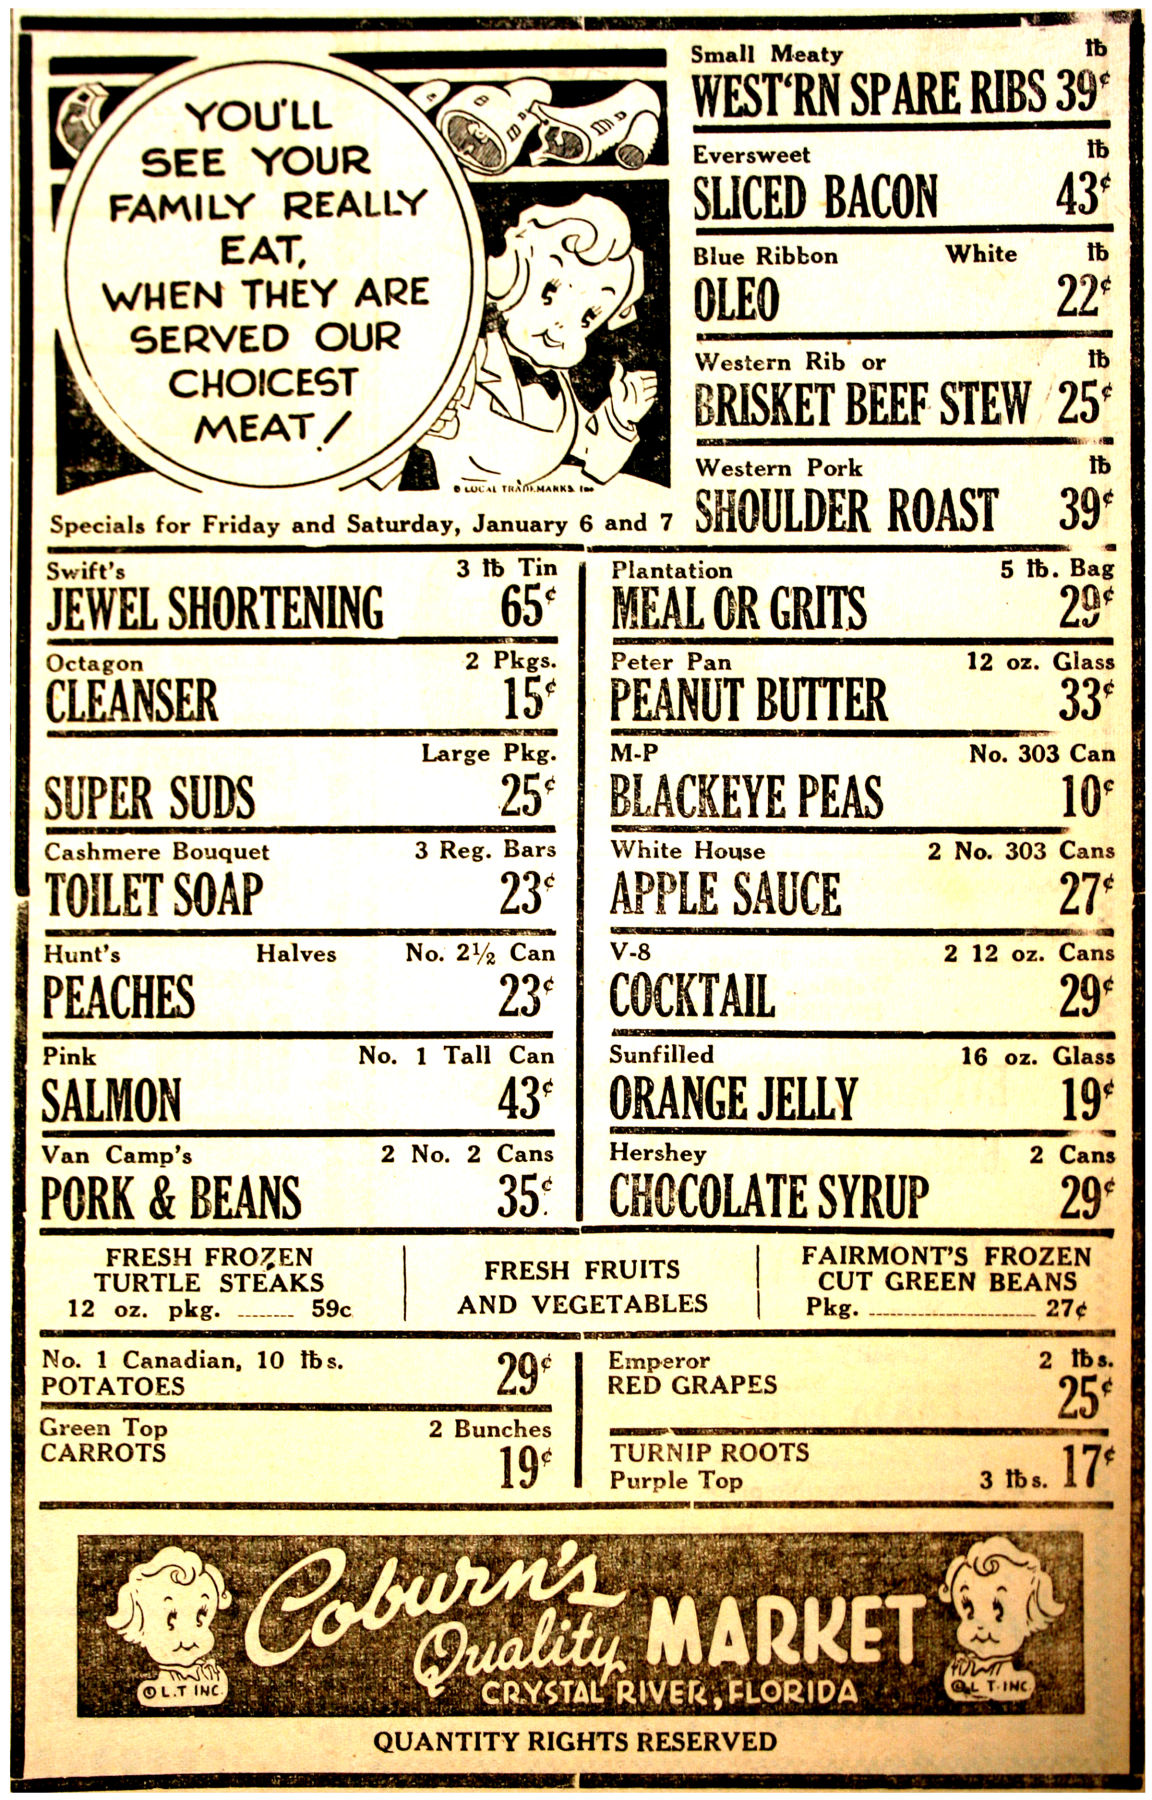 YOU'LL
SEE YOUR
FAMILY REALLY
EAT,
WHEN THEY ARE
SERVED OUR
CHOICEST
MEAT!
© LOCAL TRADEMARKS. Inc
Specials for Friday and Saturday, January 6 and 7
Small Meaty lb
WEST'RN SPARE RIBS 39¢
Eversweet lb
SLICED BACON 43¢
Blue Ribbon White lb
OLEO 22¢
Western Rib or lb
BRISKET BEEF STEW 25¢
Western Pork lb
SHOULDER ROAST 39¢
Swift's 3 lb Tin
JEWEL SHORTENING 65¢
Octagon 2 Pkgs.
CLEANSER 15¢
Large Pkg.
SUPER SUDS 25¢
Cashmere Bouquet 3 Reg. Bars
TOILET SOAP 23¢
Hunt's Halves No. 2½ Can
PEACHES 23¢
Pink No. 1 Tall Can
SALMON 43¢
Van Camp's 2 No. 2 Cans
PORK & BEANS 35¢
Plantation 5 lb. Bag
MEAL OR GRITS 29¢
Peter Pan 12 oz. Glass
PEANUT BUTTER 33¢
M-P No. 303 Can
BLACKEYE PEAS 10¢
White House 2 No. 303 Cans
APPLE SAUCE 27¢
V-8 2 12 oz. Cans
COCKTAIL 29¢
Sunfilled 16 oz. Glass
ORANGE JELLY 19¢
Hershey 2 Cans
CHOCOLATE SYRUP 29¢
FRESH FROZEN
TURTLE STEAKS
12 oz. pkg. ........ 59c
FRESH FRUITS
AND VEGETABLES
FAIRMONT'S FROZEN
CUT GREEN BEANS
Pkg. ........................ 27¢
No. 1 Canadian, 10 lbs.
POTATOES 29¢
Green Top 2 Bunches
CARROTS 19¢
Emperor 2 lbs.
RED GRAPES 25¢
TURNIP ROOTS
Purple Top 3 lbs. 17¢
Coburn's
Quality MARKET
CRYSTAL RIVER, FLORIDA
© L.T INC.
© L T. INC.
QUANTITY RIGHTS RESERVED